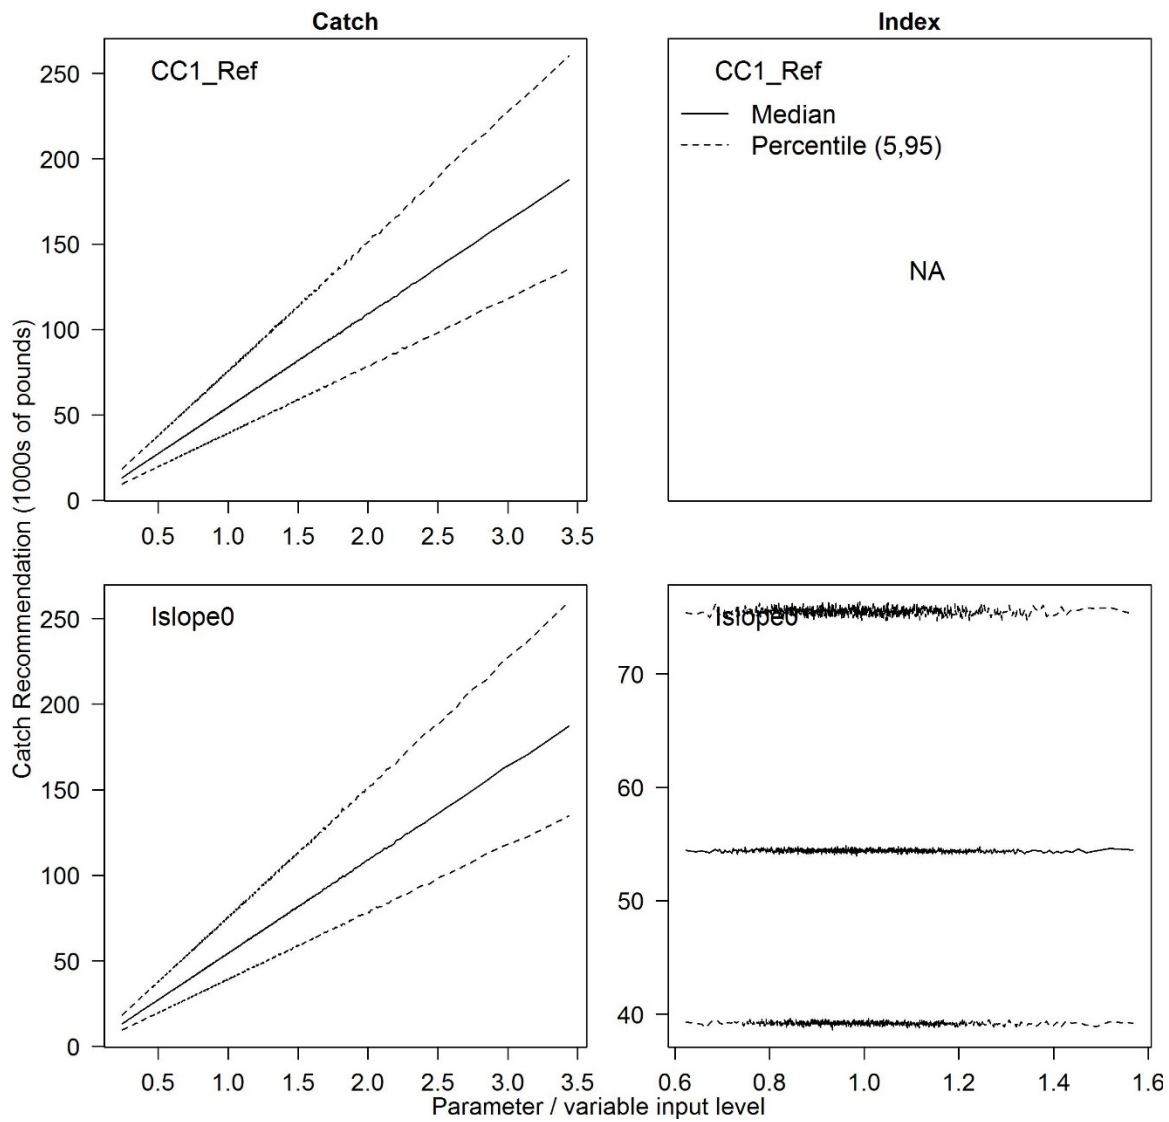 Catch
Index
Catch Recommendation (1000s of pounds)
CC1_Ref
250
200
150
100
50
0
0.5 1.0 1.5 2.0 2.5 3.0 3.5
CC1_Ref
Median
Percentile (5,95)
NA
Islope0
250
200
150
100
50
0
0.5 1.0 1.5 2.0 2.5 3.0 3.5
Islope0
70
60
50
40
0.6 0.8 1.0 1.2 1.4 1.6
Parameter / variable input level